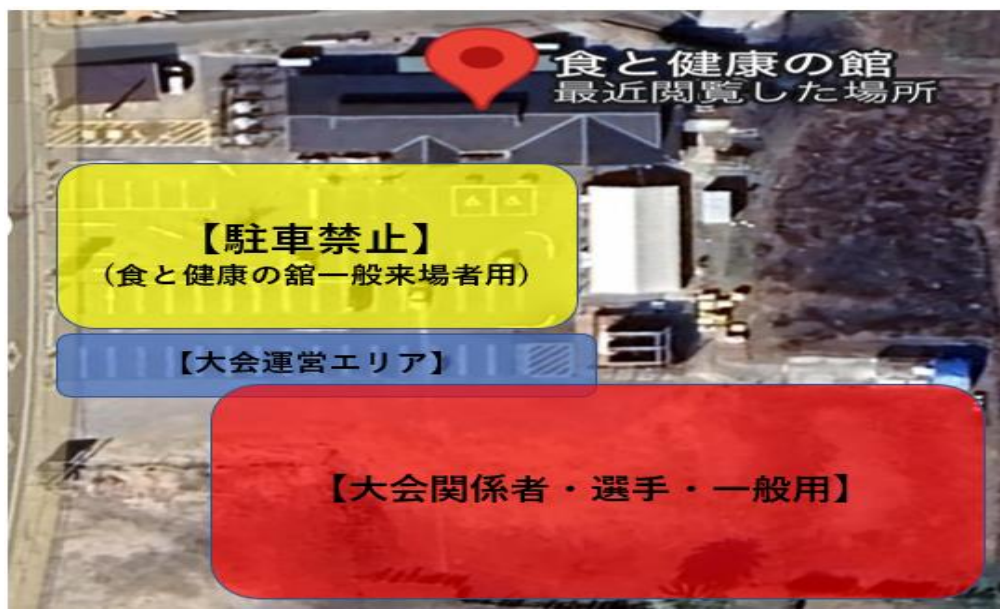 食と健康の館
最近閲覧した場所
【駐車禁止】
(食と健康の舘一般来場者用)
【大会運営エリア】
【大会関係者・選手・一般用】